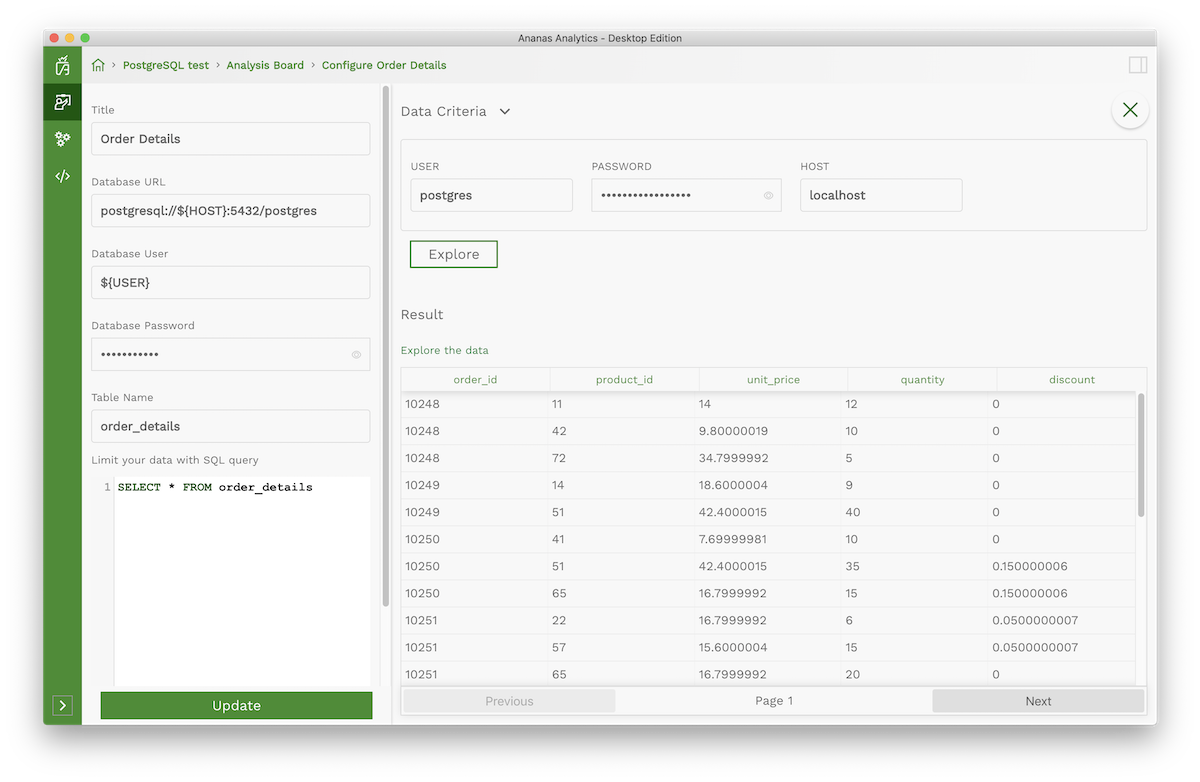 Ananas Analytics - Desktop Edition
PostgreSQL test › Analysis Board › Configure Order Details
Title
Order Details
Database URL
postgresql://${HOST}:5432/postgres
Database User
${USER}
Database Password
•••••••••••
Table Name
order_details
Limit your data with SQL query
1 SELECT * FROM order_details
Update
Data Criteria
USER PASSWORD HOST
postgres ••••••••••••••••• localhost
Explore
Result
Explore the data
order_id product_id unit_price quantity discount
10248 11 14 12 0
10248 42 9.80000019 10 0
10248 72 34.7999992 5 0
10249 14 18.6000004 9 0
10249 51 42.4000015 40 0
10250 41 7.69999981 10 0
10250 51 42.4000015 35 0.150000006
10250 65 16.7999992 15 0.150000006
10251 22 16.7999992 6 0.0500000007
10251 57 15.6000004 15 0.0500000007
10251 65 16.7999992 20 0
Previous Page 1 Next